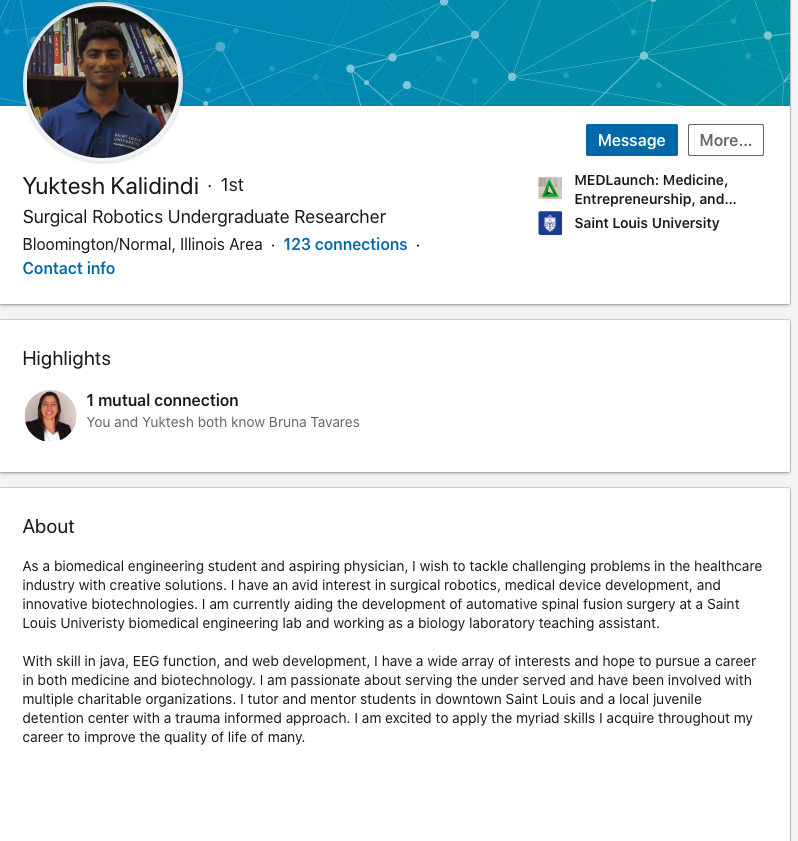 SAINT LOUIS
UNIVERSITY
Message
More...
Yuktesh Kalidindi · 1st
Surgical Robotics Undergraduate Researcher
Bloomington/Normal, Illinois Area · 123 connections ·
Contact info
MEDLaunch: Medicine,
Entrepreneurship, and...
Saint Louis University
Highlights
1 mutual connection
You and Yuktesh both know Bruna Tavares
About
As a biomedical engineering student and aspiring physician, I wish to tackle challenging problems in the healthcare
industry with creative solutions. I have an avid interest in surgical robotics, medical device development, and
innovative biotechnologies. I am currently aiding the development of automative spinal fusion surgery at a Saint
Louis Univeristy biomedical engineering lab and working as a biology laboratory teaching assistant.
With skill in java, EEG function, and web development, I have a wide array of interests and hope to pursue a career
in both medicine and biotechnology. I am passionate about serving the under served and have been involved with
multiple charitable organizations. I tutor and mentor students in downtown Saint Louis and a local juvenile
detention center with a trauma informed approach. I am excited to apply the myriad skills I acquire throughout my
career to improve the quality of life of many.